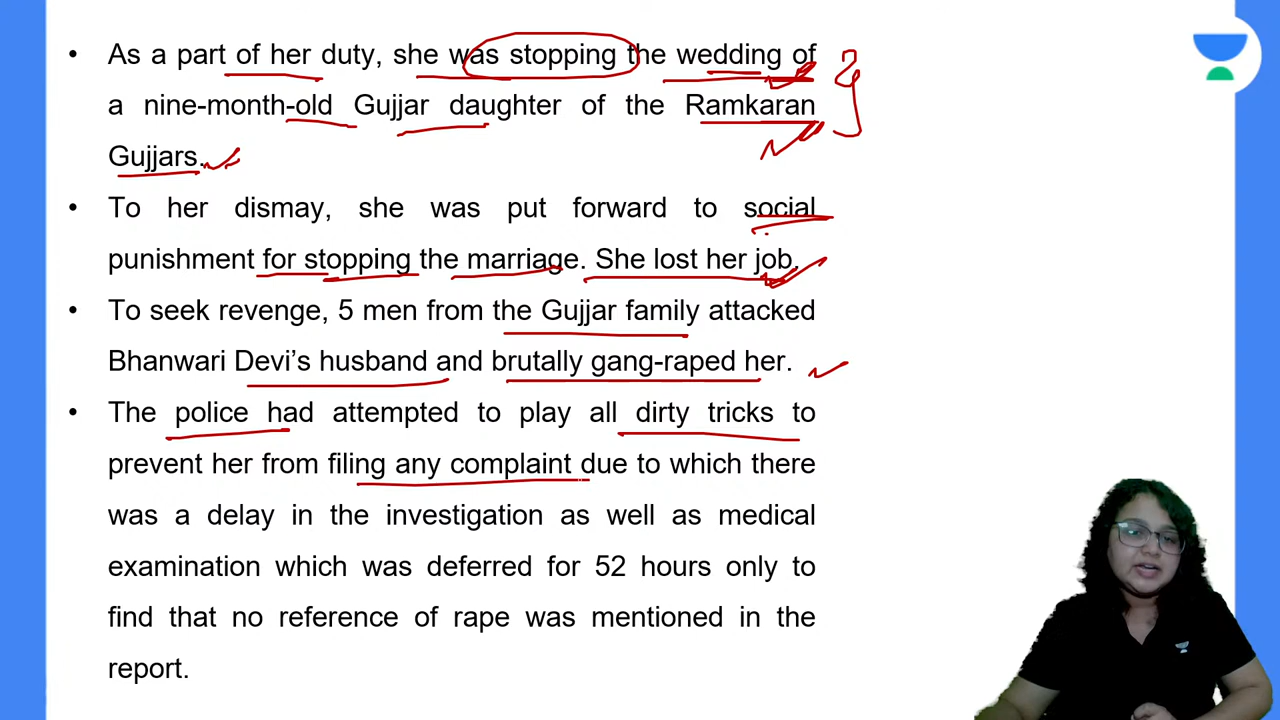 • As a part of her duty, she was stopping the wedding of
a nine-month-old Gujjar daughter of the Ramkaran
Gujjars.
• To her dismay, she was put forward to social
punishment for stopping the marriage. She lost her job.
• To seek revenge, 5 men from the Gujjar family attacked
Bhanwari Devi's husband and brutally gang-raped her.
• The police had attempted to play all dirty tricks to
prevent her from filing any complaint due to which there
was a delay in the investigation as well as medical
examination which was deferred for 52 hours only to
find that no reference of rape was mentioned in the
report.